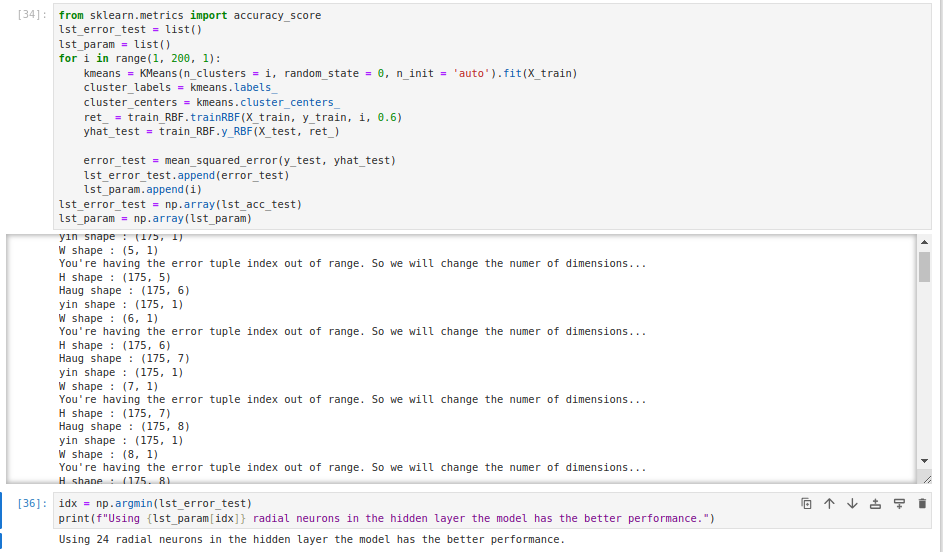 [34]:
from sklearn.metrics import accuracy_score
lst_error_test = list()
lst_param = list()
for i in range(1, 200, 1):
    kmeans = KMeans(n_clusters = i, random_state = 0, n_init = 'auto').fit(X_train)
    cluster_labels = kmeans.labels_
    cluster_centers = kmeans.cluster_centers_
    ret_ = train_RBF.trainRBF(X_train, y_train, i, 0.6)
    yhat_test = train_RBF.y_RBF(X_test, ret_)

    error_test = mean_squared_error(y_test, yhat_test)
    lst_error_test.append(error_test)
    lst_param.append(i)
lst_error_test = np.array(lst_acc_test)
lst_param = np.array(lst_param)
yin shape : (175, 1)
W shape : (5, 1)
You're having the error tuple index out of range. So we will change the numer of dimensions...
H shape : (175, 5)
Haug shape : (175, 6)
yin shape : (175, 1)
W shape : (6, 1)
You're having the error tuple index out of range. So we will change the numer of dimensions...
H shape : (175, 6)
Haug shape : (175, 7)
yin shape : (175, 1)
W shape : (7, 1)
You're having the error tuple index out of range. So we will change the numer of dimensions...
H shape : (175, 7)
Haug shape : (175, 8)
yin shape : (175, 1)
W shape : (8, 1)
You're having the error tuple index out of range. So we will change the numer of dimensions...
H shape : (175, 8)
[36]:
idx = np.argmin(lst_error_test)
print(f"Using {lst_param[idx]} radial neurons in the hidden layer the model has the better performance.")
Using 24 radial neurons in the hidden layer the model has the better performance.